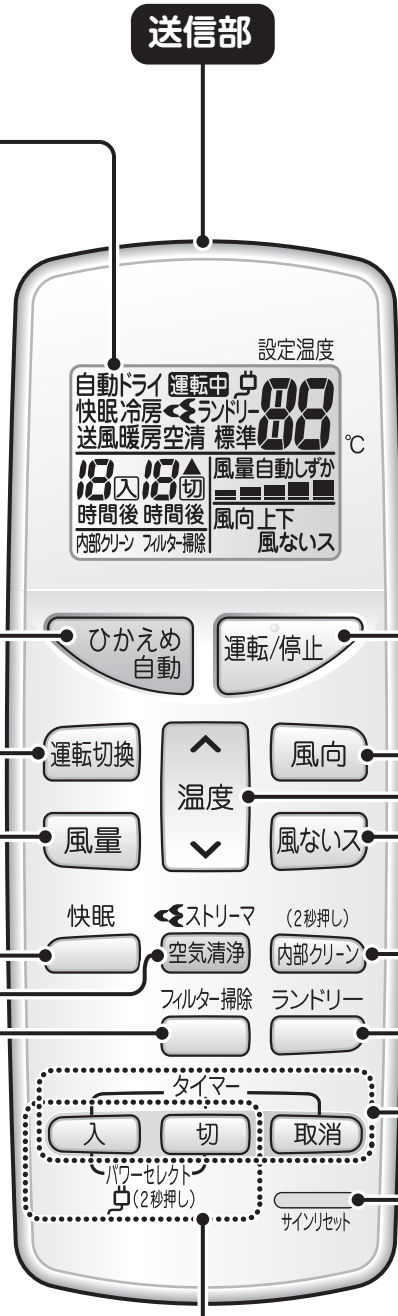 送信部
設定温度
自動ドライ 運転中 88
快眠 冷房 ランドリー
送風暖房空清 標準
℃
18入 18切
時間後 時間後
内部クリーン フィルター掃除
風量自動しずか
風向 上下
風ないス
ひかえめ
自動
運転/停止
運転切換
温度
風向
風量
風ないス
快眠
ストリーマ
空気清浄
(2秒押し)
内部クリーン
フィルター掃除
ランドリー
タイマー
入
切
取消
パワーセレクト
(2秒押し)
サインリセット